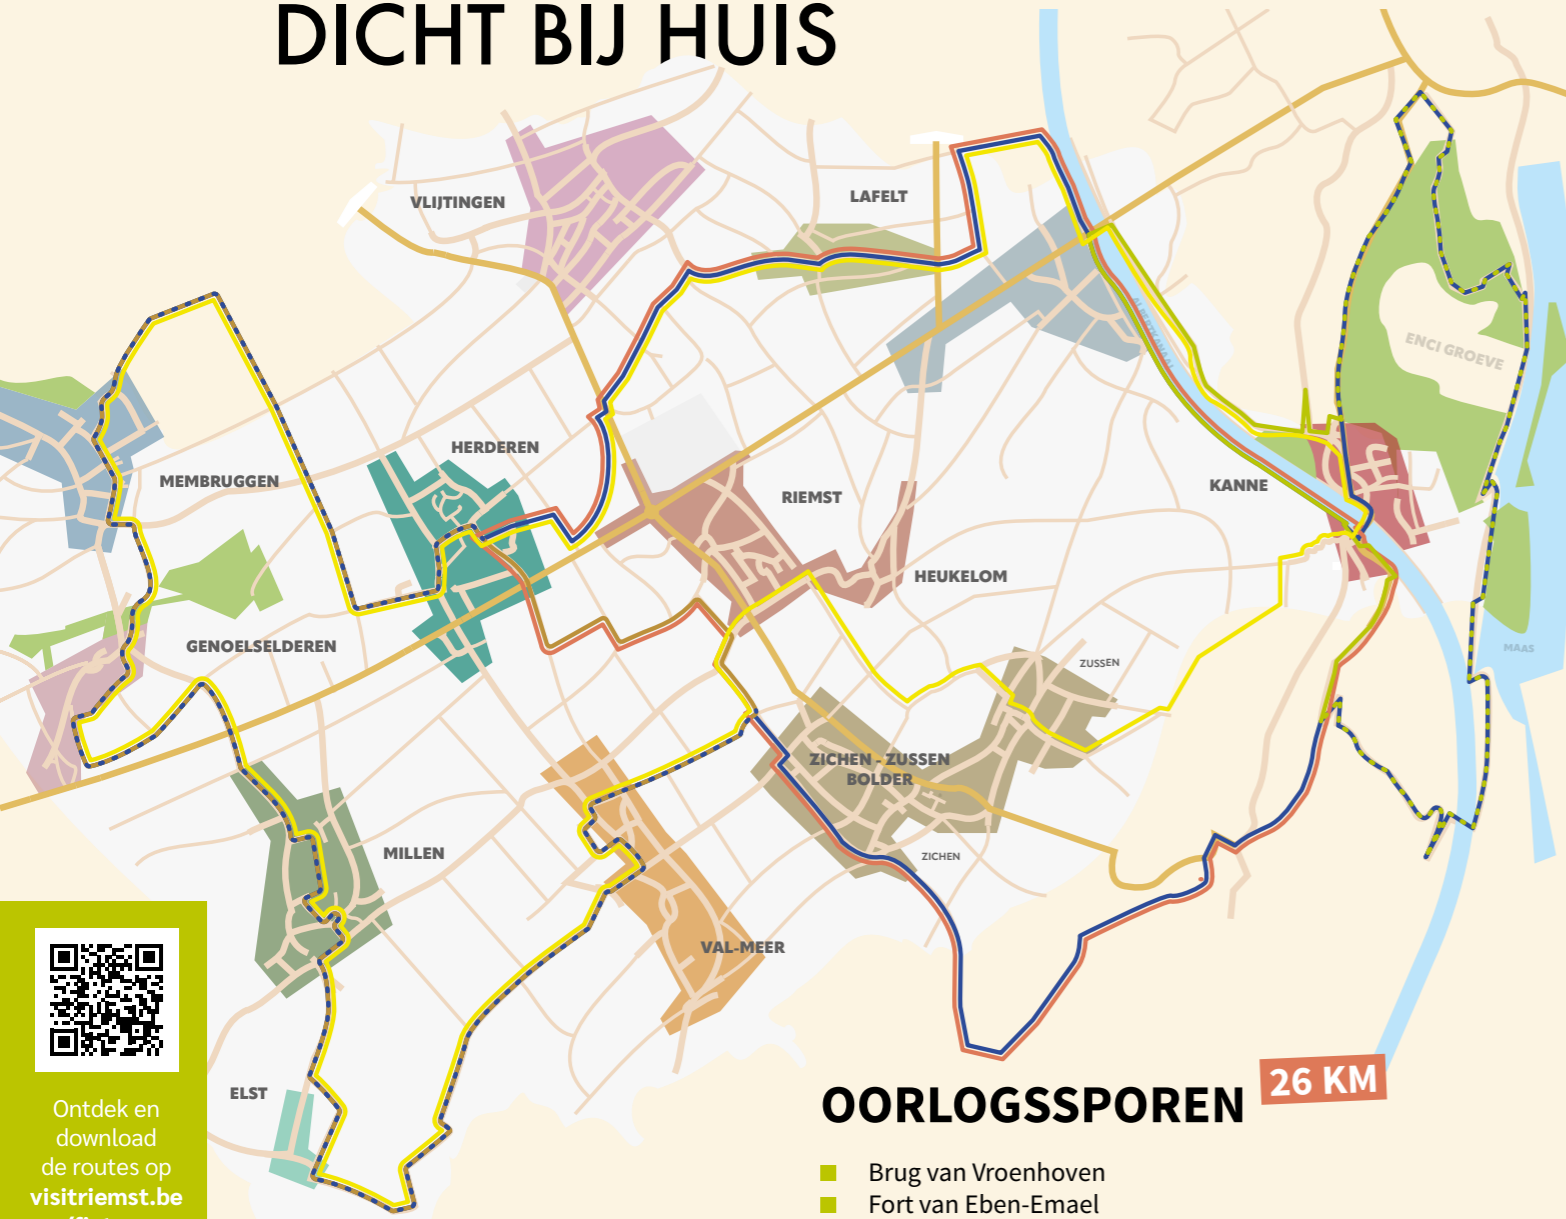 DICHT BIJ HUIS
VLIJTINGEN
LAFELT
ALBERTKANAAL
ENCI GROEVE
HERDEREN
MEMBRUGGEN
RIEMST
KANNE
HEUKELOM
GENOELSELDEREN
ZUSSEN
MAAS
ZICHEN - ZUSSEN
BOLDER
MILLEN
ZICHEN
VAL-MEER
ELST
Ontdek en
download
de routes op
visitriemst.be
OORLOGSSPOREN
26 KM
Brug van Vroenhoven
Fort van Eben-Emael